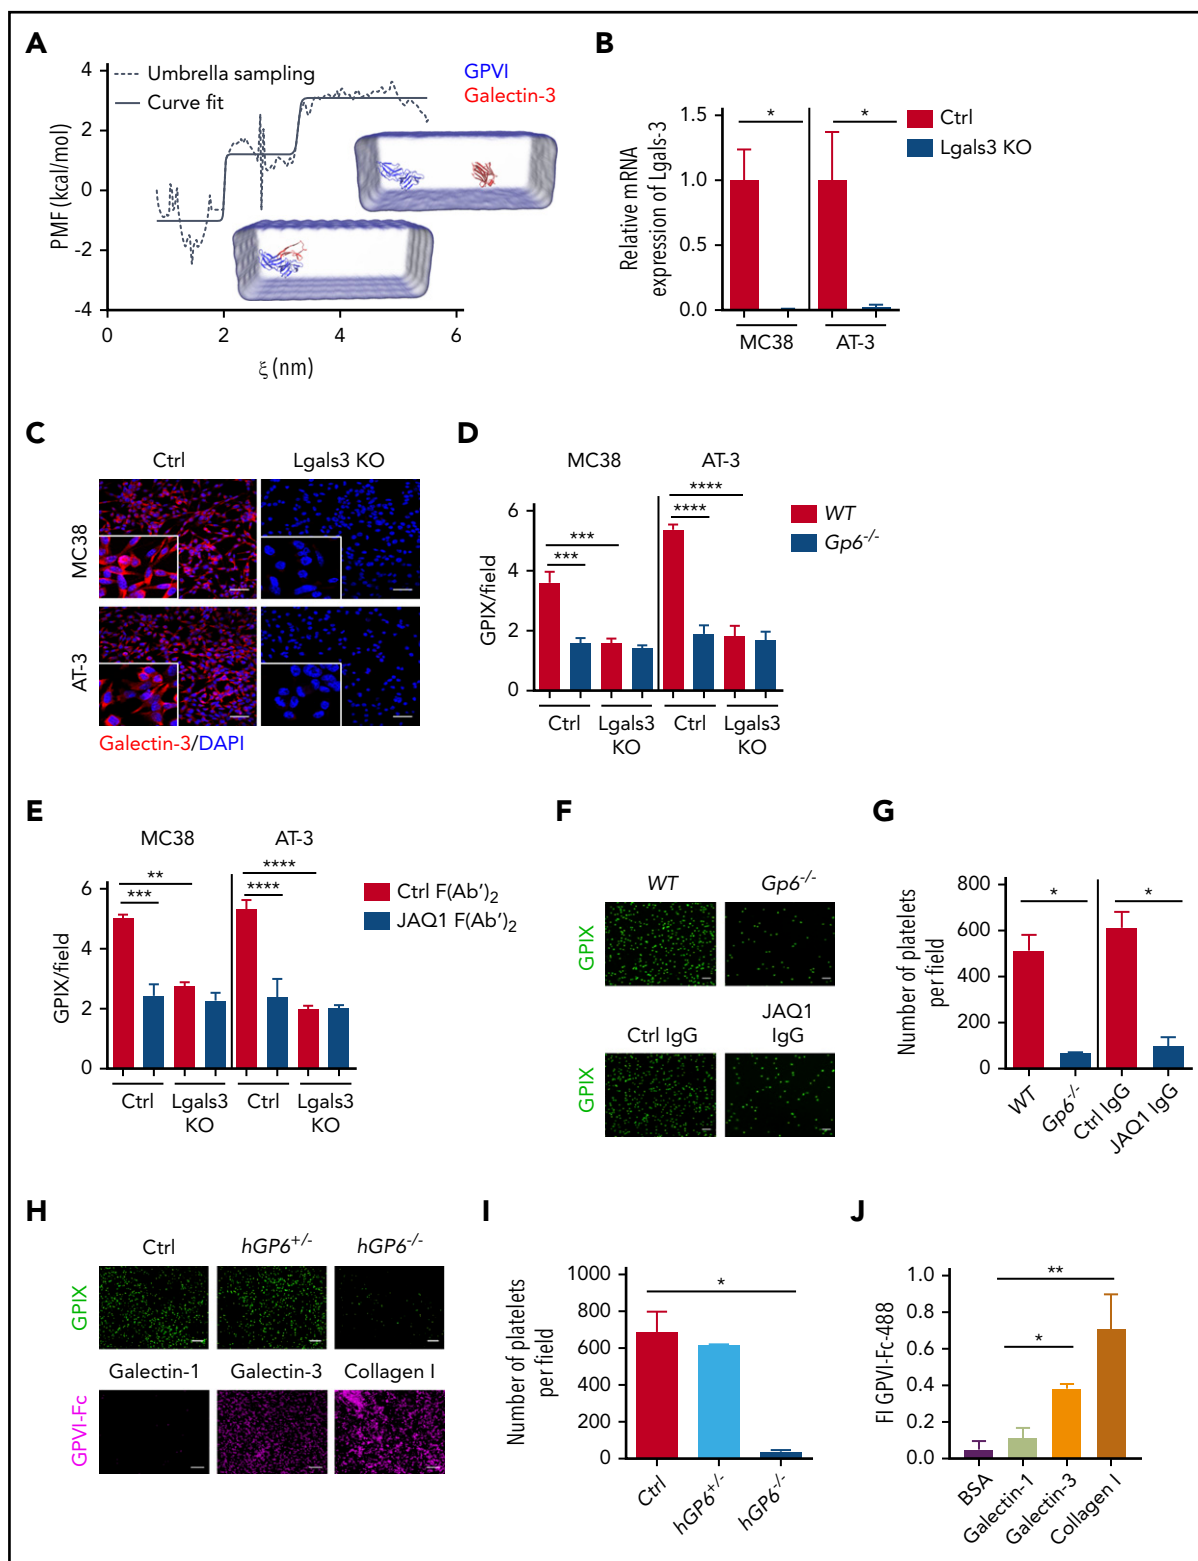 A
4
2
0
-2
-4
PMF (kcal/mol)
Umbrella sampling
Curve fit
GPVI
Galectin-3
0
2
4
6
ξ (nm)
B
Relative mRNA
expression of Lgals-3
1.5
1.0
0.5
0.0
*
*
Ctrl
Lgals3 KO
MC38
AT-3
C
Ctrl
Lgals3 KO
MC38
AT-3
Galectin-3/DAPI
D
MC38
AT-3
GPIX/field
6
4
2
0
***
***
****
****
WT
Gp6-/-
Ctrl
Lgals3
KO
Ctrl
Lgals3
KO
E
MC38
AT-3
GPIX/field
6
4
2
0
**
***
****
****
Ctrl F(Ab')2
JAQ1 F(Ab')2
Ctrl
Lgals3
KO
Ctrl
Lgals3
KO
F
WT
Gp6-/-
GPIX
Ctrl IgG
JAQ1
IgG
GPIX
G
Number of platelets
per field
800
600
400
200
0
*
*
WT
Gp6-/-
Ctrl IgG
JAQ1 IgG
H
Ctrl
hGP6+/-
hGP6-/-
GPIX
Galectin-1
Galectin-3
Collagen I
GPVI-Fc
I
Number of platelets
per field
1000
800
600
400
200
0
*
Ctrl
hGP6+/-
hGP6-/-
J
FI GPVI-Fc-488
1.0
0.8
0.6
0.4
0.2
0.0
**
*
BSA
Galectin-1
Galectin-3
Collagen I